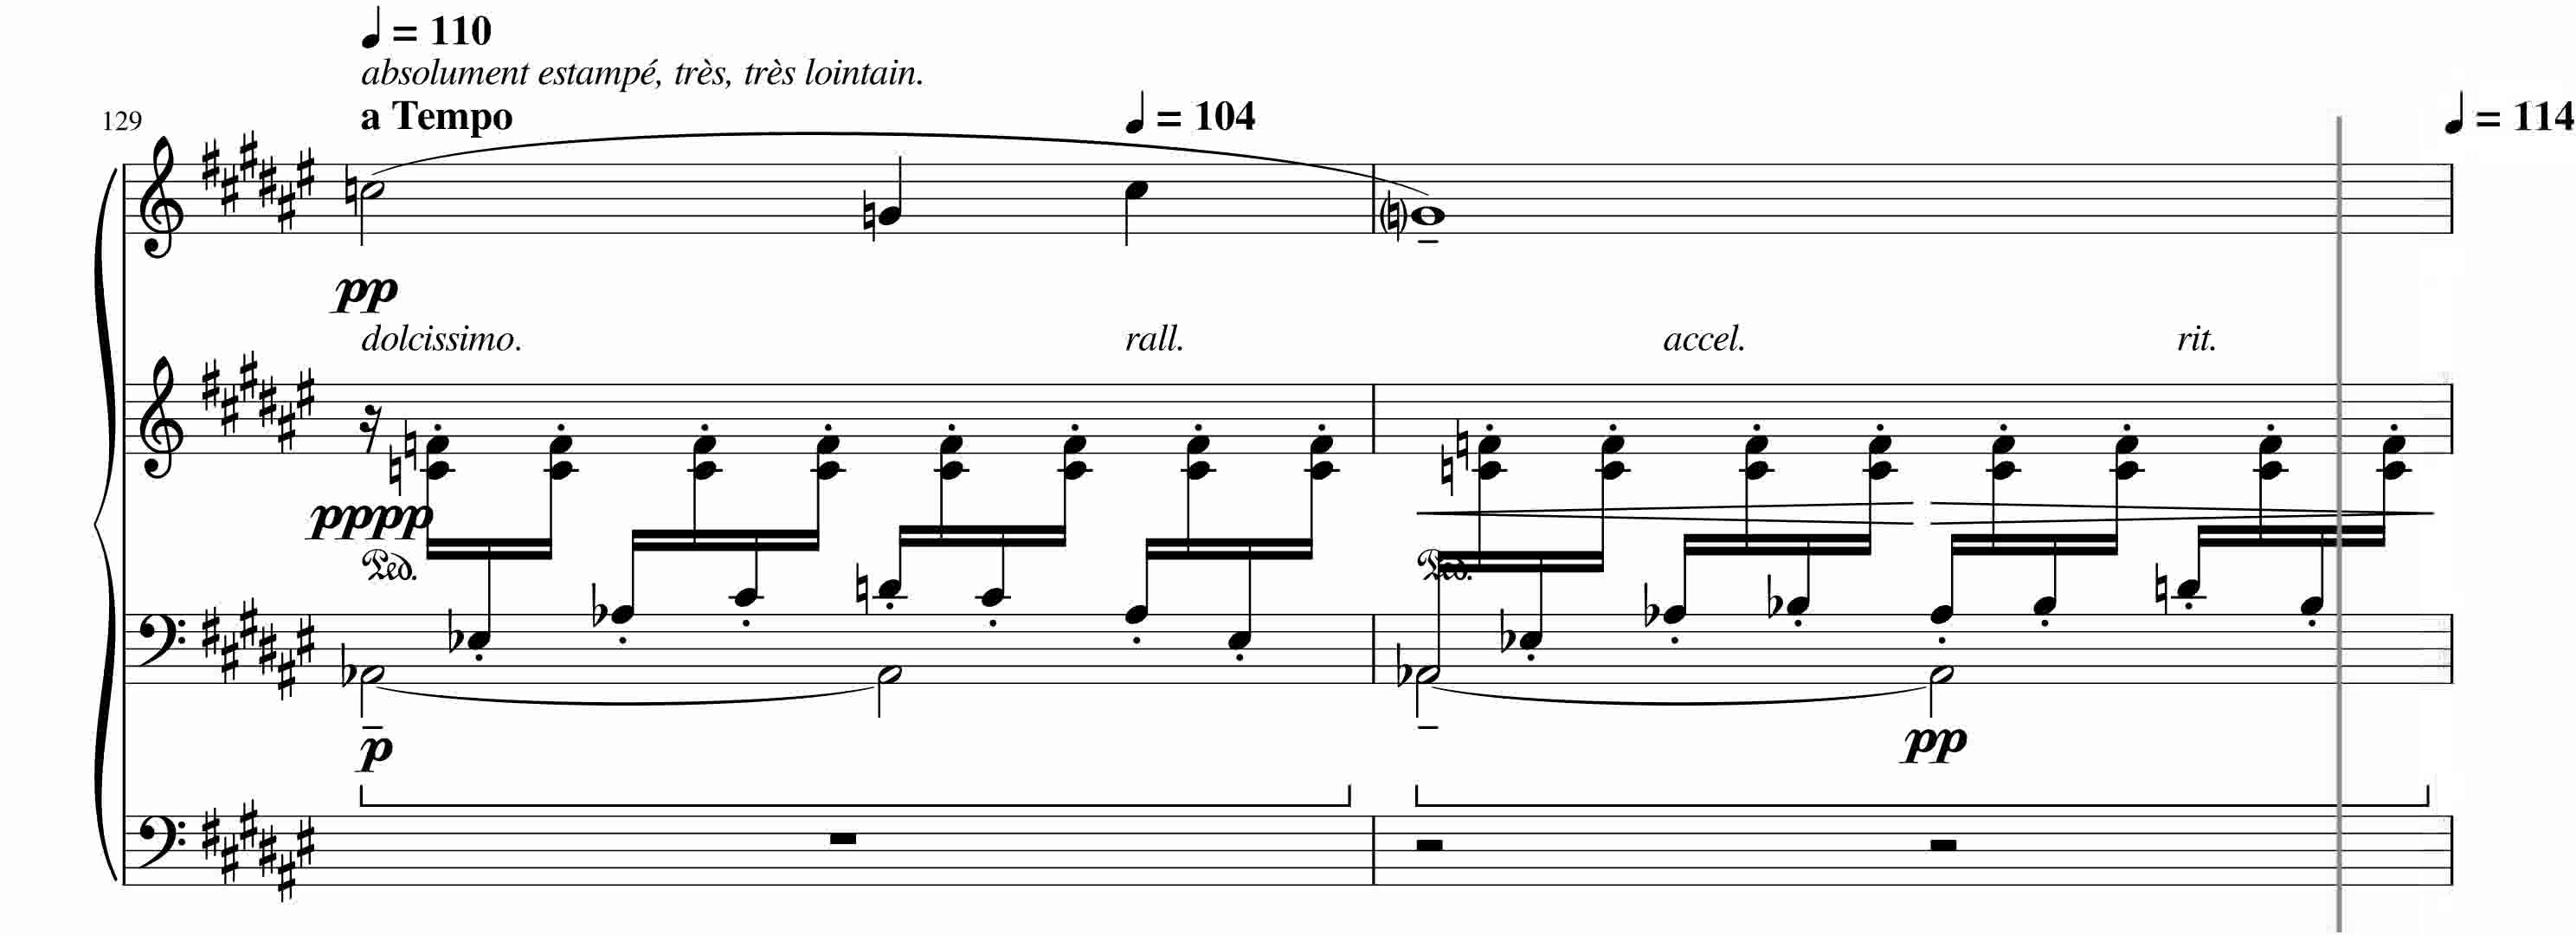 ♩ = 110
absolument estampé, très, très lointain.
129 a Tempo ♩ = 104 ♩ = 114
pp
dolcissimo. rall. accel. rit.
pppp
Ped. Ped.
p pp